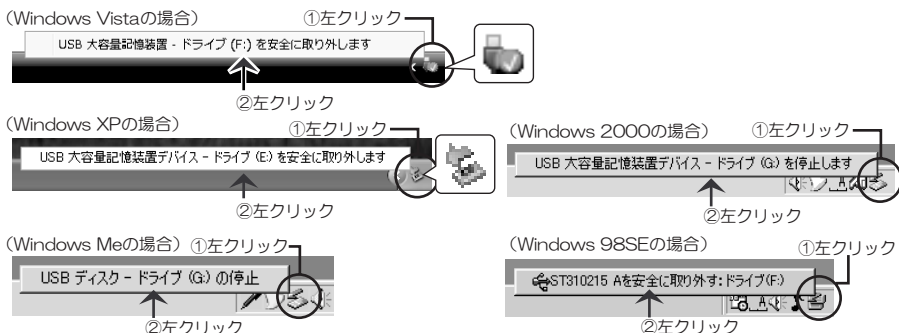 （Windows Vistaの場合）
①左クリック
USB 大容量記憶装置 - ドライブ (F:) を安全に取り外します
②左クリック
（Windows XPの場合）
①左クリック
USB 大容量記憶装置デバイス - ドライブ (E:) を安全に取り外します
②左クリック
（Windows 2000の場合）
①左クリック
USB 大容量記憶装置デバイス - ドライブ (G:) を停止します
A
②左クリック
（Windows Meの場合）
①左クリック
USB ディスク - ドライブ (G:) の停止
②左クリック
（Windows 98SEの場合）
①左クリック
ST310215 Aを安全に取り外す：ドライブ(F:)
A
②左クリック